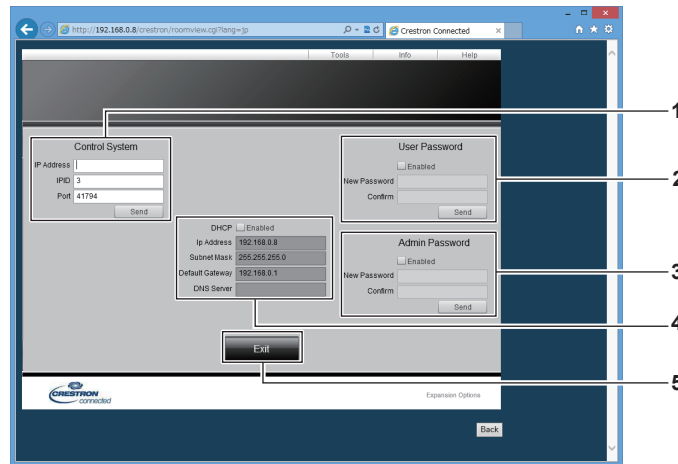 http://192.168.0.8/crestron/roomview.cgi?lang=jp
Crestron Connected
Tools Info Help
1
Control System
IP Address
IPID 3
Port 41794
Send
User Password
Enabled
New Password
Confirm
Send
2
DHCP Enabled
Ip Address 192.168.0.8
Subnet Mask 255.255.255.0
Default Gateway 192.168.0.1
DNS Server
Admin Password
Enabled
New Password
Confirm
Send
3
4
Exit
5
CRESTRON
connected
Expansion Options
Back